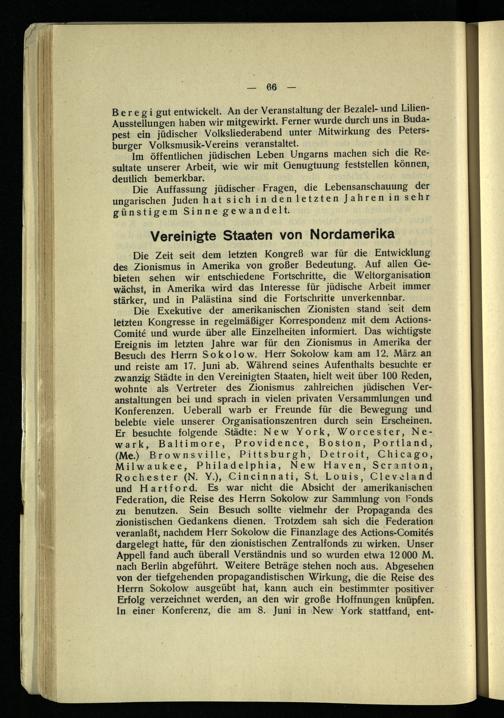 — 66 —
Beregi gut entwickelt. An der Veranstaltung der Bezalel- und Lilien-
Ausstellungen haben wir mitgewirkt. Ferner wurde durch uns in Buda-
pest ein jüdischer Volksliederabend unter Mitwirkung des Peters-
burger Volksmusik-Vereins veranstaltet.
Im öffentlichen jüdischen Leben Ungarns machen sich die Re-
sultate unserer Arbeit, wie wir mit Genugtuung feststellen können,
deutlich bemerkbar.
Die Auffassung jüdischer Fragen, die Lebensanschauung der
ungarischen Juden hat sich in den letzten Jahren in sehr
günstigem Sinne gewandelt.
Vereinigte Staaten von Nordamerika
Die Zeit seit dem letzten Kongreß war für die Entwicklung
des Zionismus in Amerika von großer Bedeutung. Auf allen Ge-
bieten sehen wir entschiedene Fortschritte, die Weltorganisation
wächst, in Amerika wird das Interesse für jüdische Arbeit immer
stärker, und in Palästina sind die Fortschritte unverkennbar.
Die Exekutive der amerikanischen Zionisten stand seit dem
letzten Kongresse in regelmäßiger Korrespondenz mit dem Actions-
Comité und wurde über alle Einzelheiten informiert. Das wichtigste
Ereignis im letzten Jahre war für den Zionismus in Amerika der
Besuch des Herrn Sokolow. Herr Sokolow kam am 12. März an
und reiste am 17. Juni ab. Während seines Aufenthalts besuchte er
zwanzig Städte in den Vereinigten Staaten, hielt weit über 100 Reden,
wohnte als Vertreter des Zionismus zahlreichen jüdischen Ver-
anstaltungen bei und sprach in vielen privaten Versammlungen und
Konferenzen. Ueberall warb er Freunde für die Bewegung und
belebte viele unserer Organisationszentren durch sein Erscheinen.
Er besuchte folgende Städte: New York, Worcester, Ne-
wark, Baltimore, Providence, Boston, Portland,
(Me.) Brownsville, Pittsburgh, Detroit, Chicago,
Milwaukee, Philadelphia, New Haven, Scranton,
Rochester (N. Y.), Cincinnati, St. Louis, Cleveland
und Hartford. Es war nicht die Absicht der amerikanischen
Federation, die Reise des Herrn Sokolow zur Sammlung von Fonds
zu benutzen. Sein Besuch sollte vielmehr der Propaganda des
zionistischen Gedankens dienen. Trotzdem sah sich die Federation
veranlaßt, nachdem Herr Sokolow die Finanzlage des Actions-Comités
dargelegt hatte, für den zionistischen Zentralfonds zu wirken. Unser
Appell fand auch überall Verständnis und so wurden etwa 12 000 M.
nach Berlin abgeführt. Weitere Beträge stehen noch aus. Abgesehen
von der tiefgehenden propagandistischen Wirkung, die die Reise des
Herrn Sokolow ausgeübt hat, kann auch ein bestimmter positiver
Erfolg verzeichnet werden, an den wir große Hoffnungen knüpfen.
In einer Konferenz, die am 8. Juni in New York stattfand, ent-